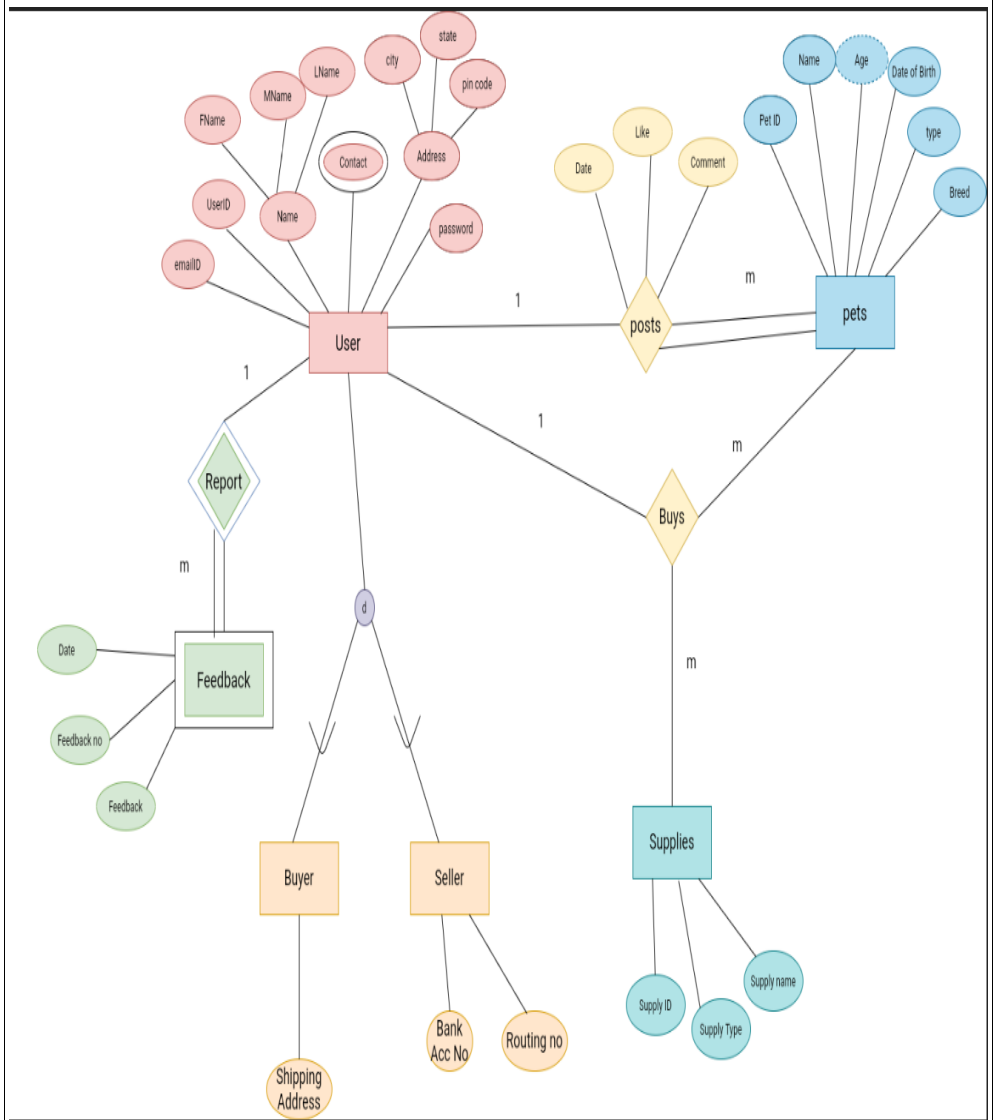 state
city
LName
pin code
MName
FName
Contact
Address
UserID
Name
password
emailID
User
Like
Date
Comment
Name
Age
Date of Birth
Pet ID
type
Breed
1
posts
m
pets
1
Report
m
1
m
Buys
m
d
Date
Feedback
Feedback no
Feedback
Buyer
Seller
Supplies
Shipping
Address
Bank
Acc No
Routing no
Supply ID
Supply Type
Supply name